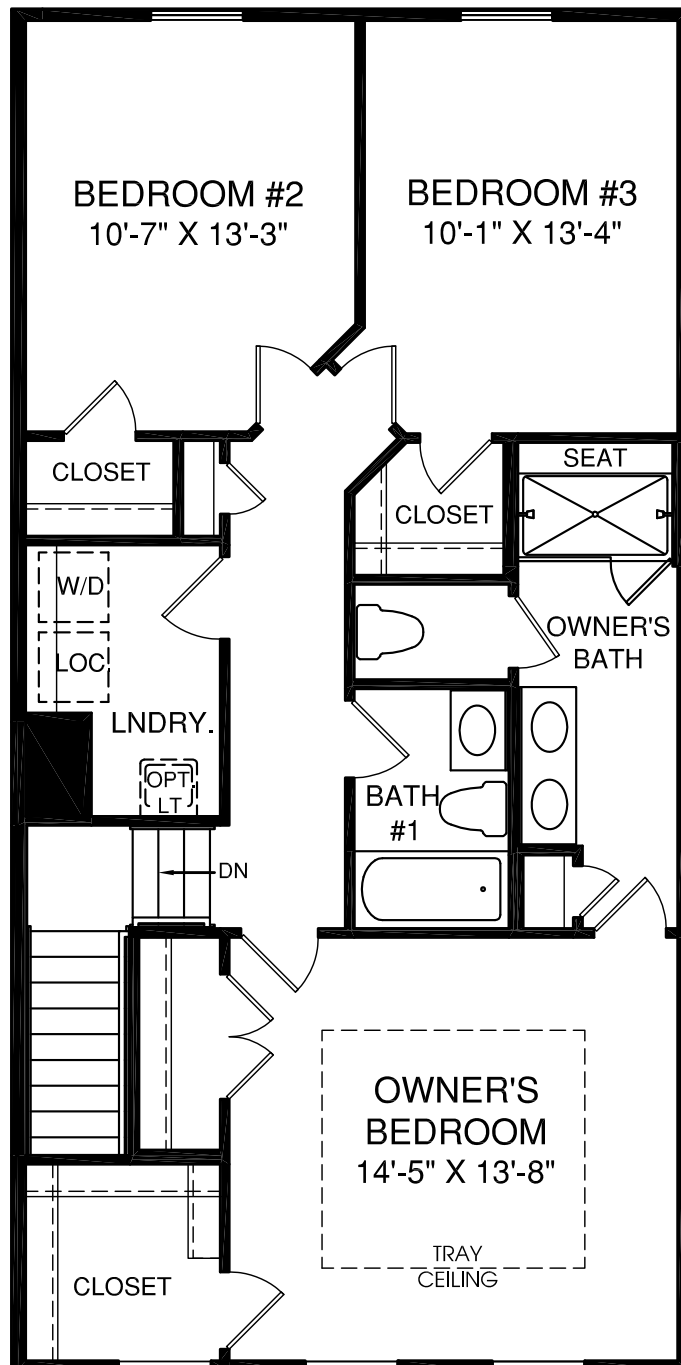 BEDROOM #2
10'-7" X 13'-3"
BEDROOM #3
10'-1" X 13'-4"
CLOSET
SEAT
CLOSET
W/D
LOC.
OWNER'S
BATH
LNDRY.
OPT.
LT
BATH
#1
DN
OWNER'S
BEDROOM
14'-5" X 13'-8"
TRAY
CEILING
CLOSET